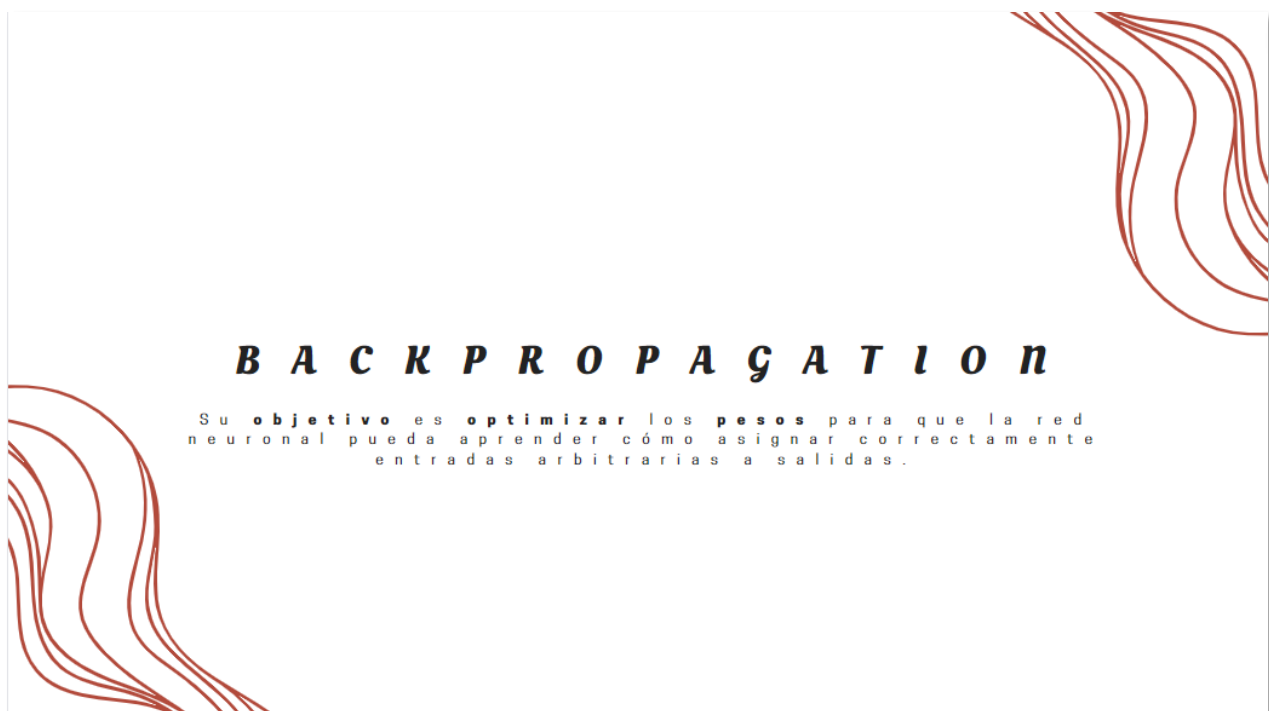 BACKPROPAGATION
Su objetivo es optimizar los pesos para que la red
neuronal pueda aprender cómo asignar correctamente
entradas arbitrarias a salidas.